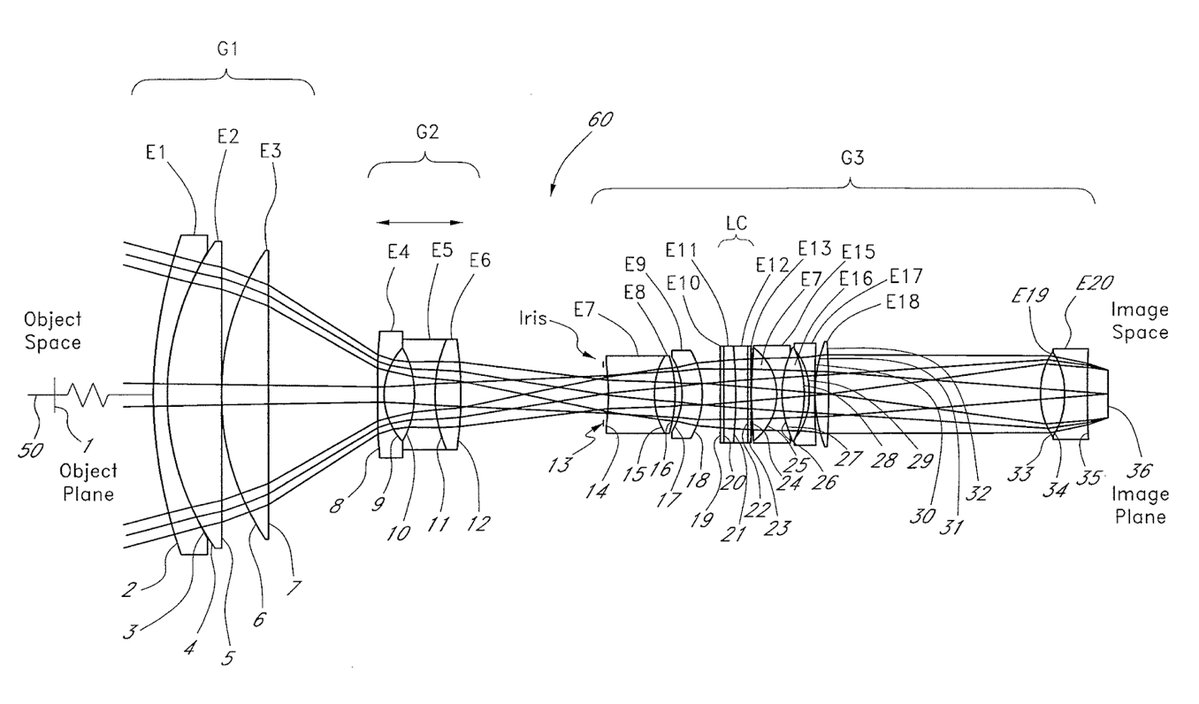 G1
G2
60
G3
E1
E2
E3
E4
E5
E6
LC
E11
E13
E15
E9
E8
E10
E12
E7
E16
E17
E18
E7
Iris
E19
E20
Object
Space
Image
Space
50
1
Object
Plane
2
3
4
5
6
7
8
9
10
11
12
13
14
15
16
17
18
19
20
21
22
23
24
25
26
27
28
29
30
31
32
33
34
35
36
Image
Plane